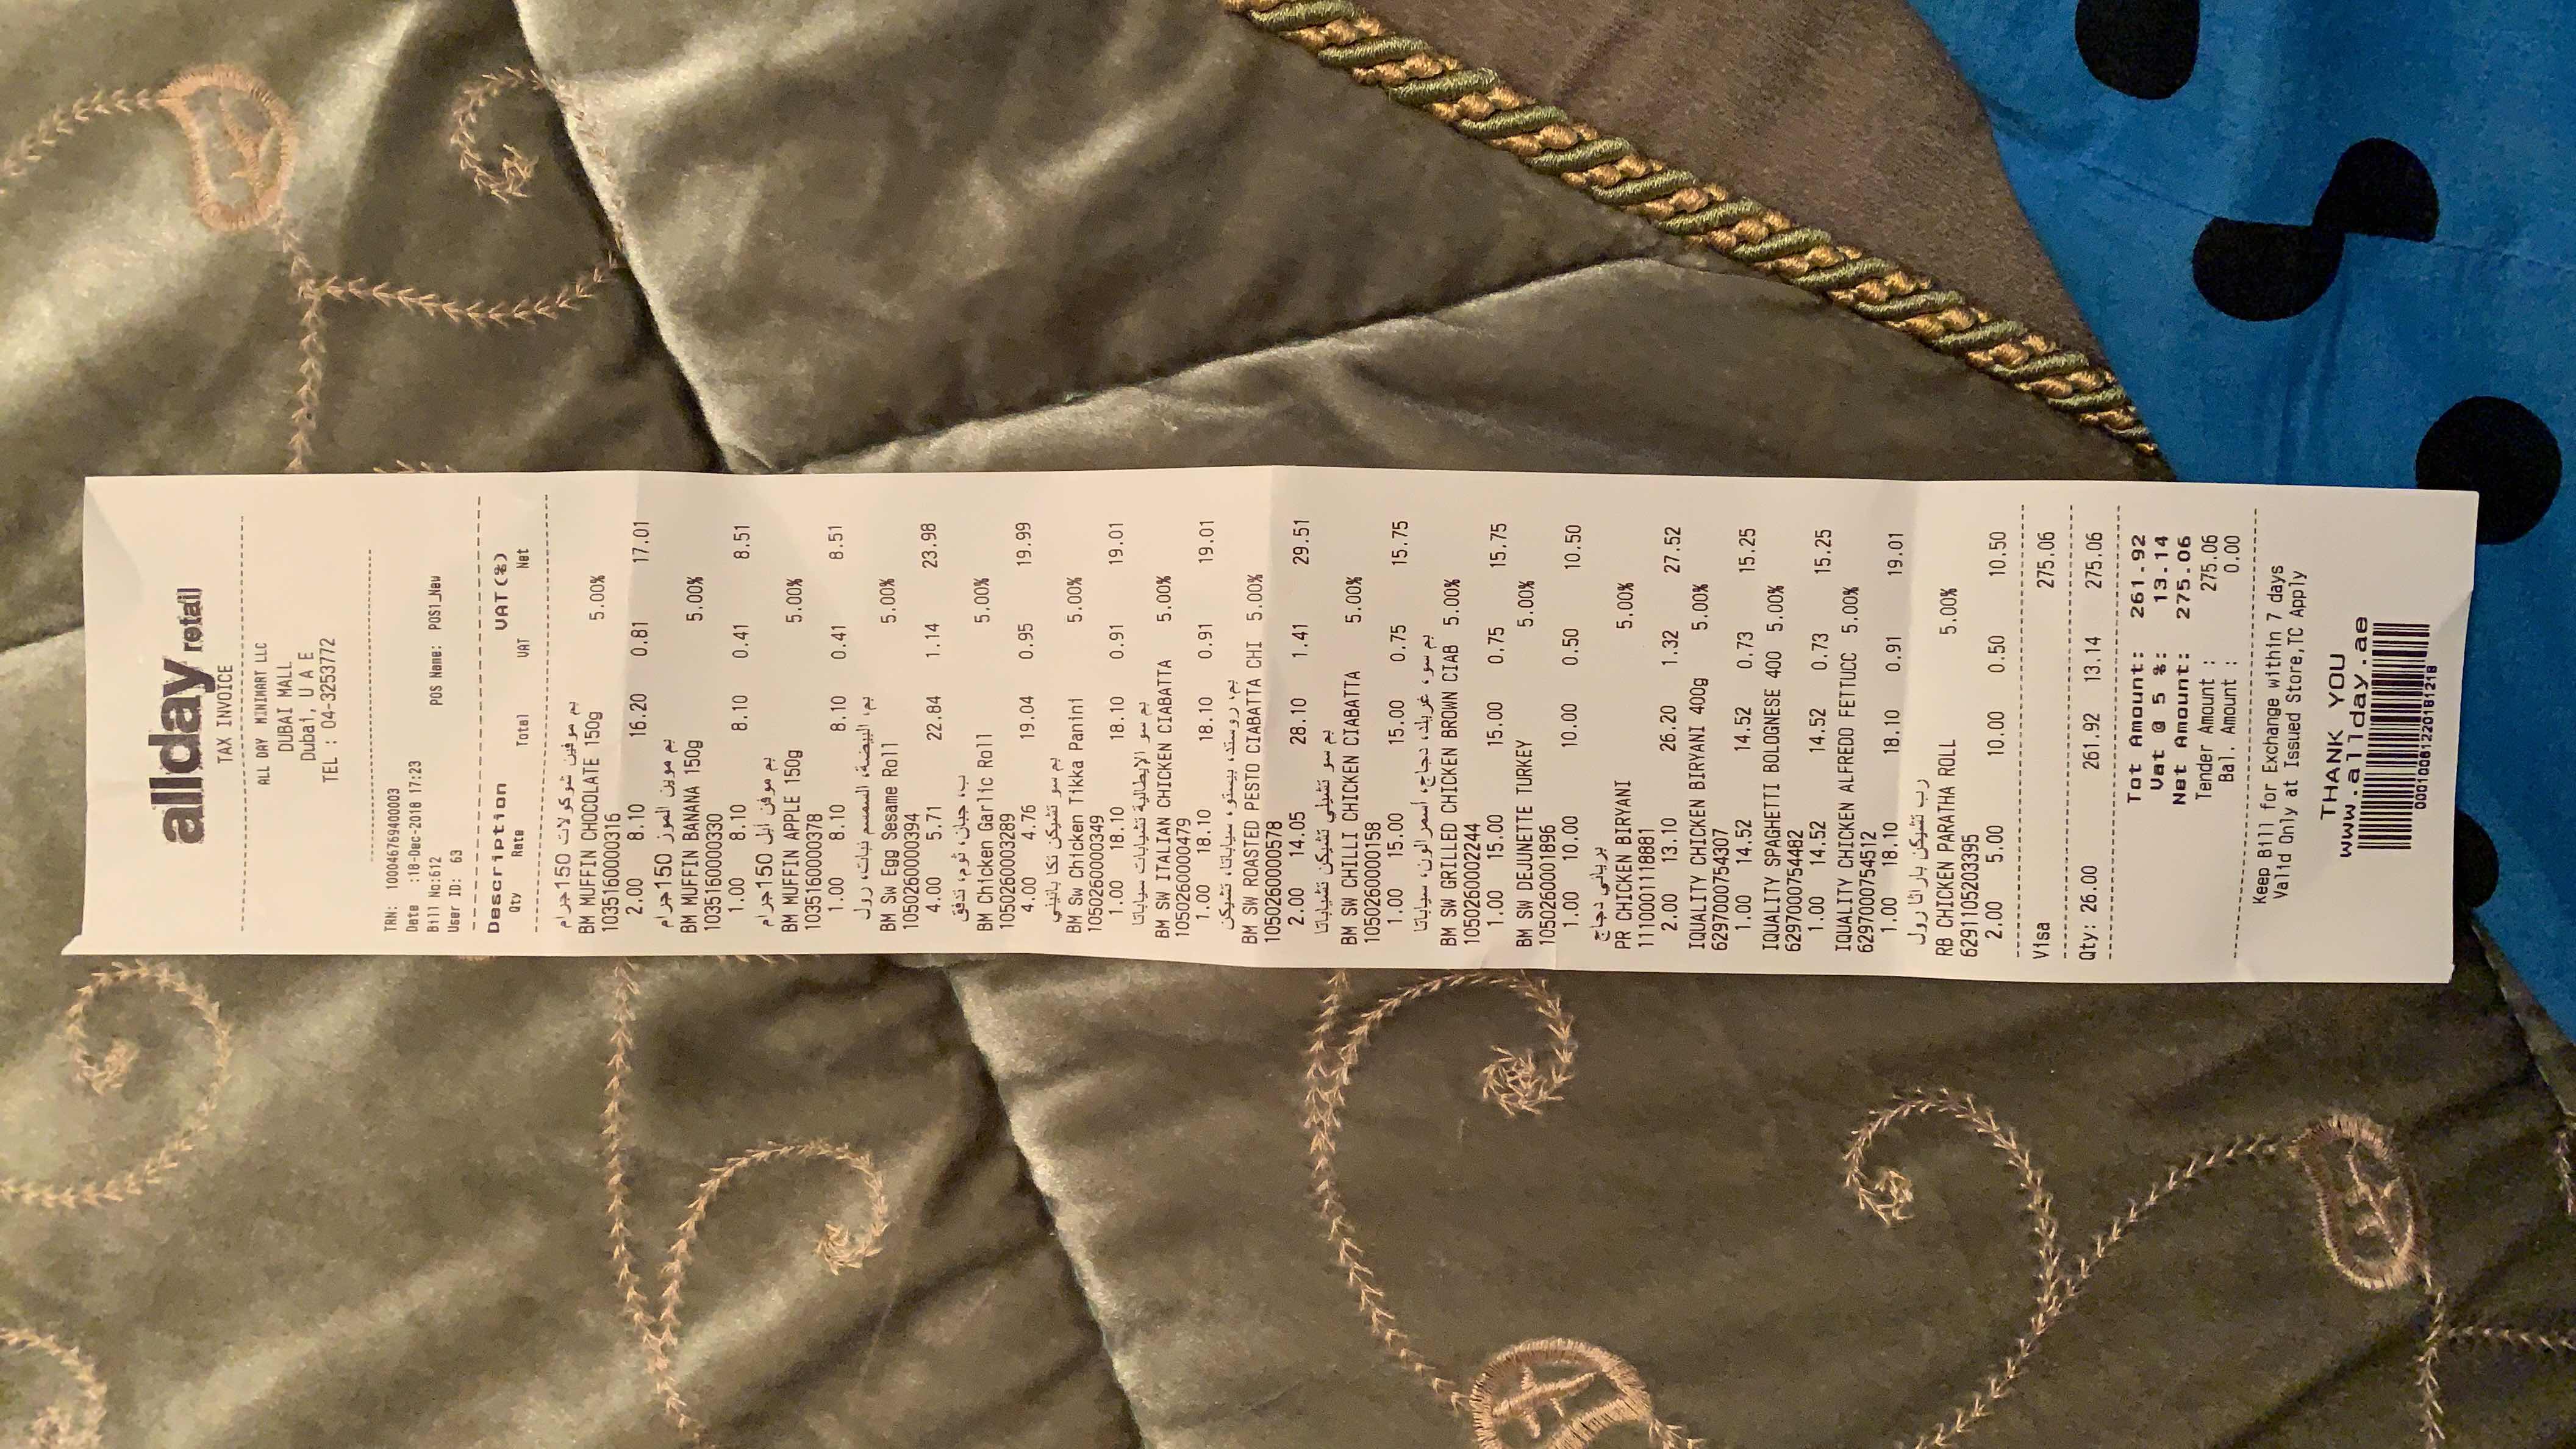 allday retail
TAX INVOICE
ALL DAY MINIMART LLC
DUBAI MALL
Dubai, U A E
TEL : 04-3253772
TRN: 100046769400003
Date :18-Dec-2018 17:23
Bill No:612 POS Name: POS1_New
User ID: 63
Description VAT(%)
Qty Rate Total VAT Net
بم موفين شوكولات 150جرام
BM MUFFIN CHOCOLATE 150g 5.00%
1035160000316
2.00 8.10 16.20 0.81 17.01
بم موين الموز 150جرام
BM MUFFIN BANANA 150g 5.00%
1035160000330
1.00 8.10 8.10 0.41 8.51
بم موفن أبل 150جرام
BM MUFFIN APPLE 150g 5.00%
1035160000378
1.00 8.10 8.10 0.41 8.51
بم، البيضة، السمسم نبات، رول
BM Sw Egg Sesame Roll 5.00%
1050260000394
4.00 5.71 22.84 1.14 23.98
ب، جبان، ثوم، تدفق
BM Chicken Garlic Roll 5.00%
1050260003289
4.00 4.76 19.04 0.95 19.99
بم سو تشيكن تكا بانيني
BM Sw Chicken Tikka Panini 5.00%
1050260000349
1.00 18.10 18.10 0.91 19.01
بم سو الإيطالية تشيابات سياباتا
BM SW ITALIAN CHICKEN CIABATTA 5.00%
1050260000479
1.00 18.10 18.10 0.91 19.01
بم، روستد، بيستو، سياباتا، تشيكن
BM SW ROASTED PESTO CIABATTA CHI 5.00%
1050260000578
2.00 14.05 28.10 1.41 29.51
بم سو تشيلي تشيكن تشياباتا
BM SW CHILLI CHICKEN CIABATTA 5.00%
1050260000158
1.00 15.00 15.00 0.75 15.75
بم سو، غريلد، دجاج، أسمرالون، سياباتا
BM SW GRILLED CHICKEN BROWN CIAB 5.00%
1050260002244
1.00 15.00 15.00 0.75 15.75
BM SW DEJUNETTE TURKEY 5.00%
1050260001896
1.00 10.00 10.00 0.50 10.50
برياني دجاج
PR CHICKEN BIRYANI 5.00%
1110001118881
2.00 13.10 26.20 1.32 27.52
IQUALITY CHICKEN BIRYANI 400g 5.00%
6297000754307
1.00 14.52 14.52 0.73 15.25
IQUALITY SPAGHETTI BOLOGNESE 400 5.00%
6297000754482
1.00 14.52 14.52 0.73 15.25
IQUALITY CHICKEN ALFREDO FETTUCC 5.00%
6297000754512
1.00 18.10 18.10 0.91 19.01
رب تشيكن باراثا رول
RB CHICKEN PARATHA ROLL 5.00%
6291105203395
2.00 5.00 10.00 0.50 10.50
Visa 275.06
Qty: 26.00 261.92 13.14 275.06
Tot Amount: 261.92
Vat @ 5 %: 13.14
Net Amount: 275.06
Tender Amount : 275.06
Bal. Amount : 0.00
Keep Bill for Exchange within 7 days
Valid Only at Issued Store,TC Apply
THANK YOU
www.allday.ae
00010061220181218